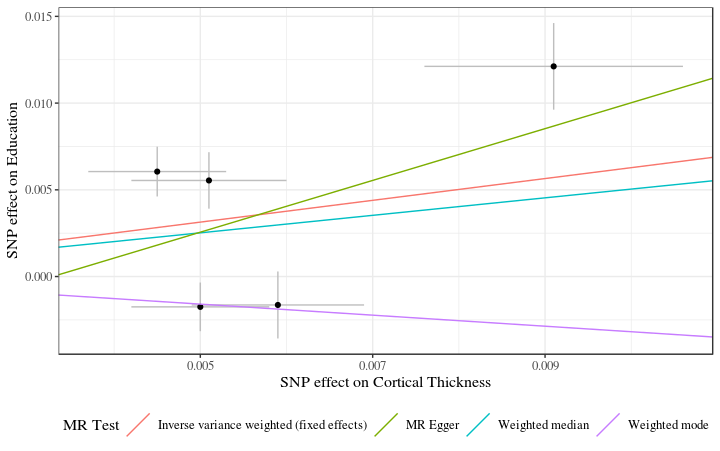 0.015
0.010
0.005
0.000
SNP effect on Education
0.005 0.007 0.009
SNP effect on Cortical Thickness
MR Test Inverse variance weighted (fixed effects) MR Egger Weighted median Weighted mode